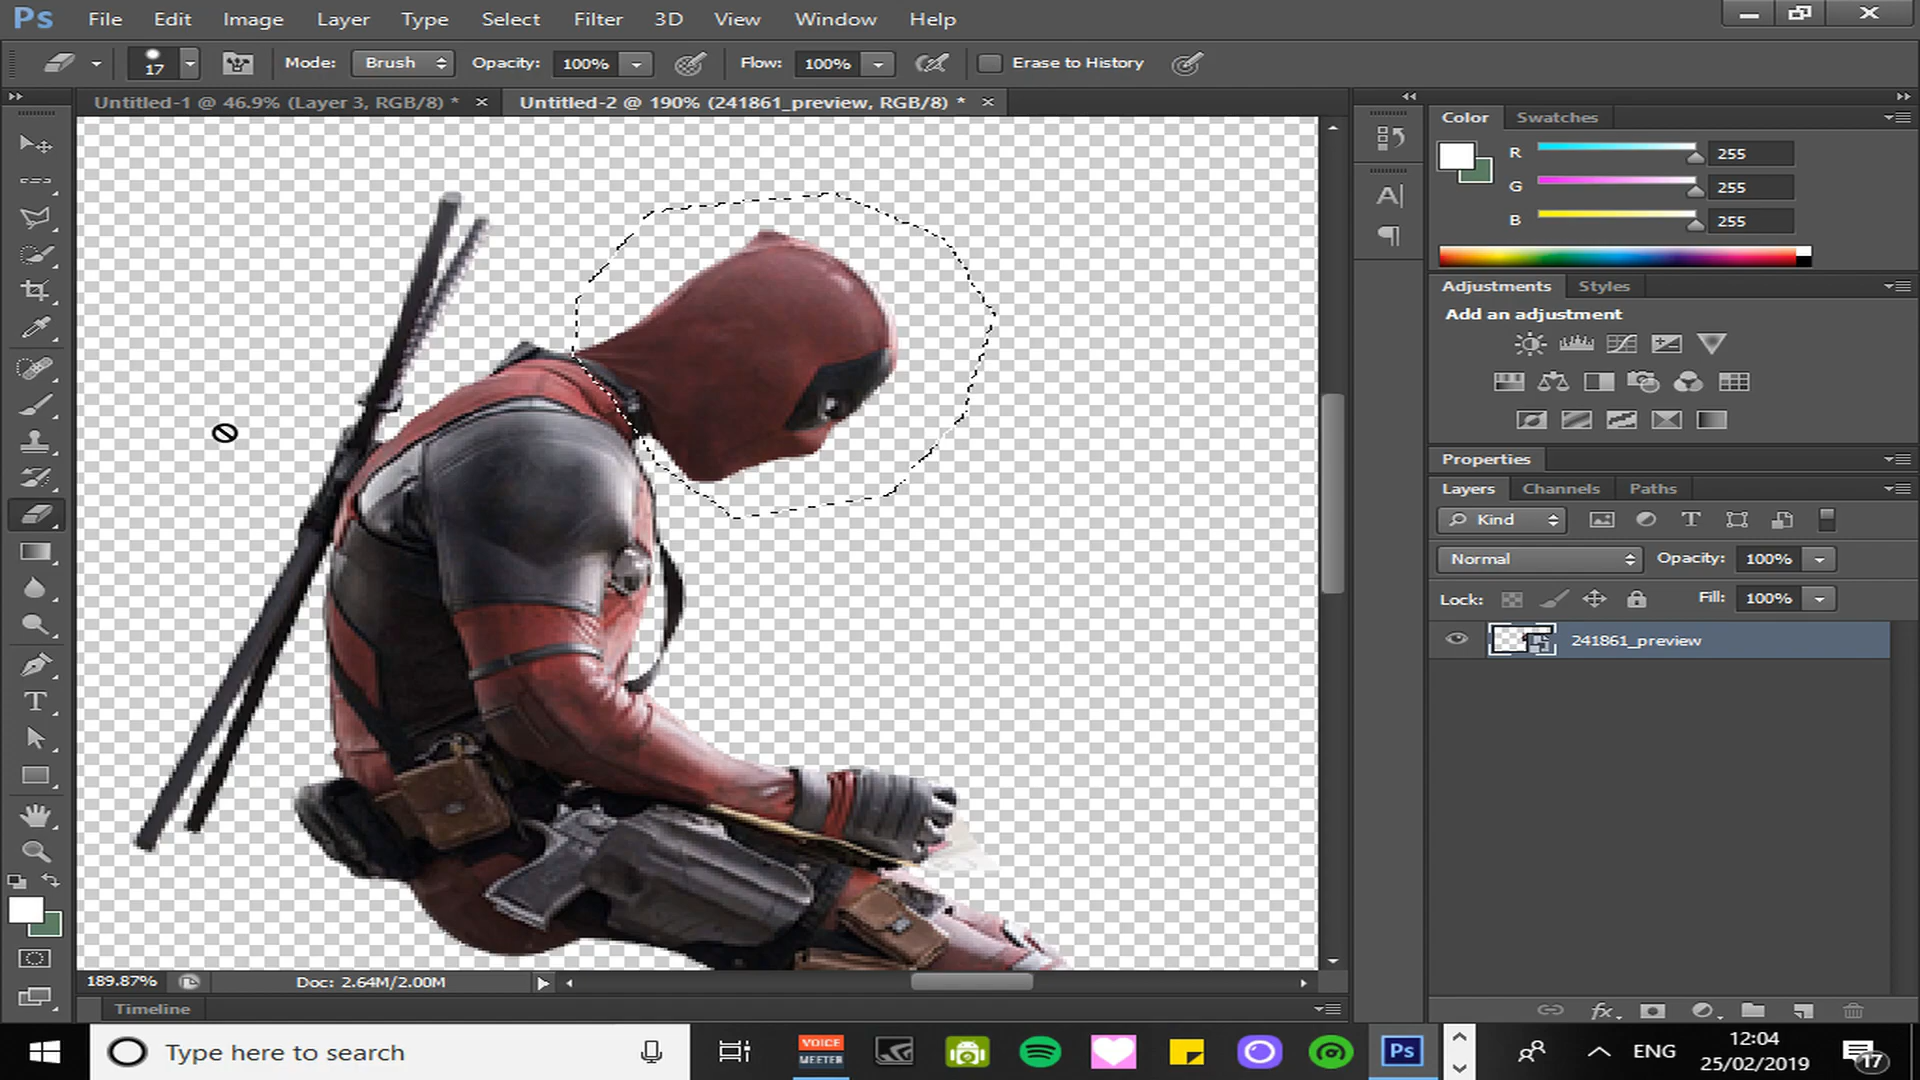 Ps File Edit Image Layer Type Select Filter 3D View Window Help
17 Mode: Brush Opacity: 100% Flow: 100% Erase to History
Untitled-1 @ 46.9% (Layer 3, RGB/8) * × Untitled-2 @ 190% (241861_preview, RGB/8) * ×
Color Swatches
R 255
G 255
B 255
Adjustments Styles
Add an adjustment
Properties
Layers Channels Paths
Kind
Normal Opacity: 100%
Lock: Fill: 100%
241861_preview
fx
189.87% Doc: 2.64M/2.00M
Timeline
Type here to search
VOICE
MEETER
Ps
ENG
12:04
25/02/2019
17